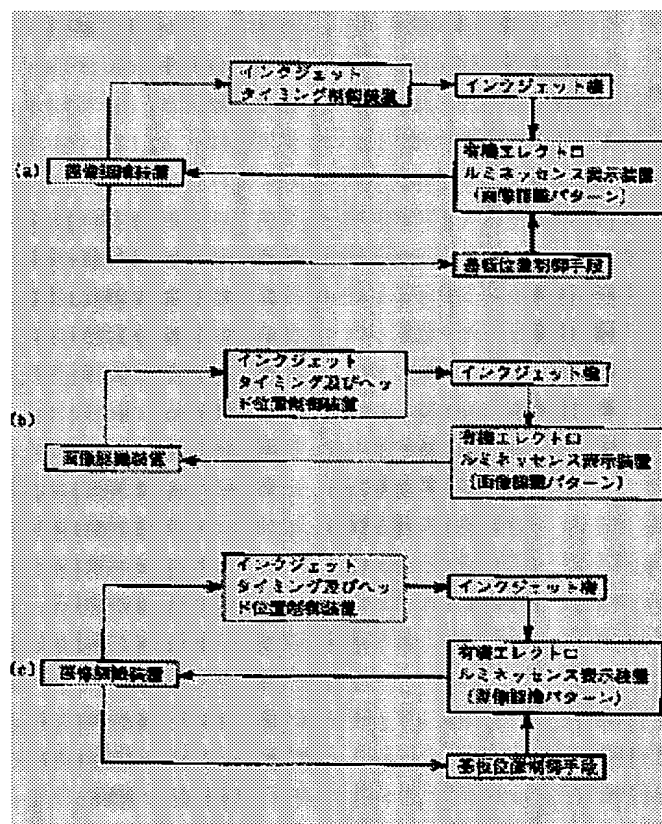 インクジェット
タイミング制御装置
インクジェット機
有機エレクトロ
ルミネッセンス表示装置
(画像認識パターン)
(a)
画像認識装置
基板位置制御手段
インクジェット
タイミング及びヘッ
ド位置制御装置
インクジェット機
(b)
有機エレクトロ
ルミネッセンス表示装置
(画像認識パターン)
画像認識装置
インクジェット
タイミング及びヘッ
ド位置制御装置
インクジェット機
有機エレクトロ
ルミネッセンス表示装置
(画像認識パターン)
(c)
画像認識装置
基板位置制御手段